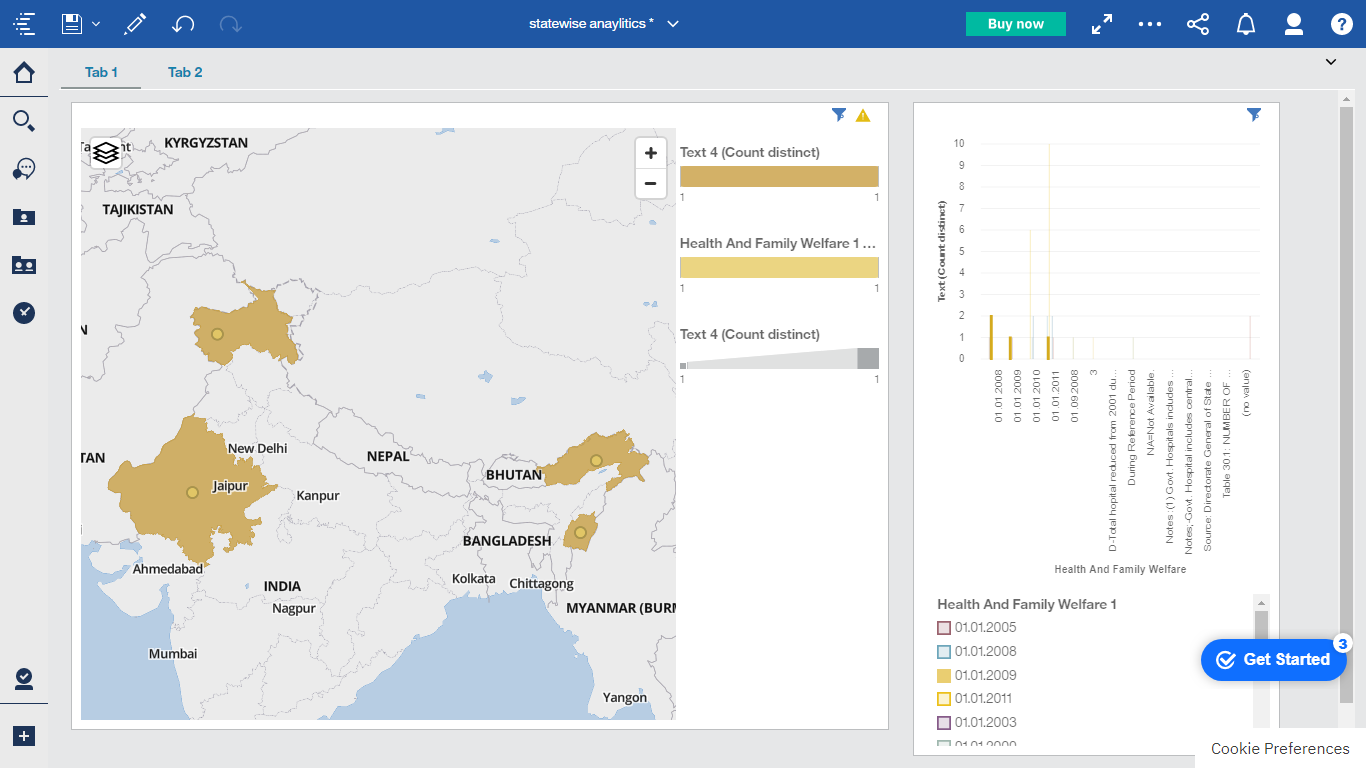 statewise anaylitics *
Buy now
Tab 1
Tab 2
KYRGYZSTAN
TAJIKISTAN
TAN
New Delhi
Jaipur
Kanpur
NEPAL
BHUTAN
BANGLADESH
Ahmedabad
INDIA
Kolkata
Chittagong
Nagpur
MYANMAR (BURM
Mumbai
Yangon
+
−
Text 4 (Count distinct)
1 1
Health And Family Welfare 1 ...
1 1
Text 4 (Count distinct)
1 1
Text (Count distinct)
10
9
8
7
6
5
4
3
2
1
0
01 01 2008
01 01 2009
01 01 2010
01 01 2011
01 09 2008
3
D-Total hopital reduced from 2001 du...
During Reference Period
NA=Not Available.
Notes :(1) Govt. Hospitals includes ...
Notes;-Govt. Hospital includes central...
Source: Directorate General of State ...
Table 30.1: NUMBER OF ...
(no value)
Health And Family Welfare
Health And Family Welfare 1
01.01.2005
01.01.2008
01.01.2009
01.01.2011
01.01.2003
Get Started
3
Cookie Preferences